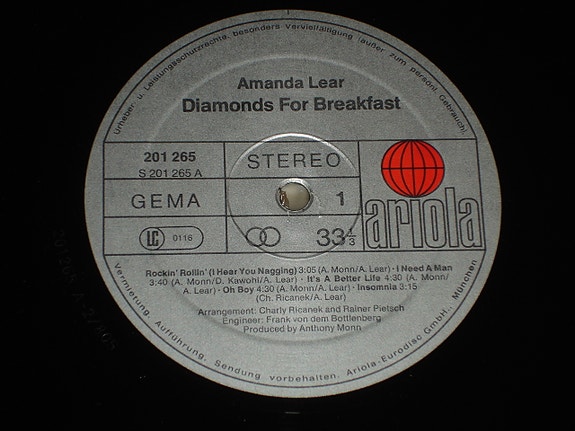 Urheber- u. Leistungsschutzrechte, besonders Vervielfältigung (außer zum persönl. Gebrauch),
Amanda Lear
Diamonds For Breakfast
201 265
S 201 265 A
STEREO
GEMA
1
LC 0116
33 1/3
ariola
Rockin' Rollin' (I Hear You Nagging) 3:05 (A. Monn/A. Lear) · I Need A Man
3:40 (A. Monn/D. Kawohl/A. Lear) · It's A Better Life 4:30 (A. Monn/
A. Lear) · Oh Boy 4:30 (A. Monn/A. Lear) · Insomnia 3:15
(Ch. Ricanek/A. Lear)
Arrangement: Charly Ricanek and Rainer Pietsch
Engineer: Frank von dem Bottlenberg
Produced by Anthony Monn
Vermietung, Aufführung, Sendung vorbehalten. Ariola-Eurodisc GmbH., München